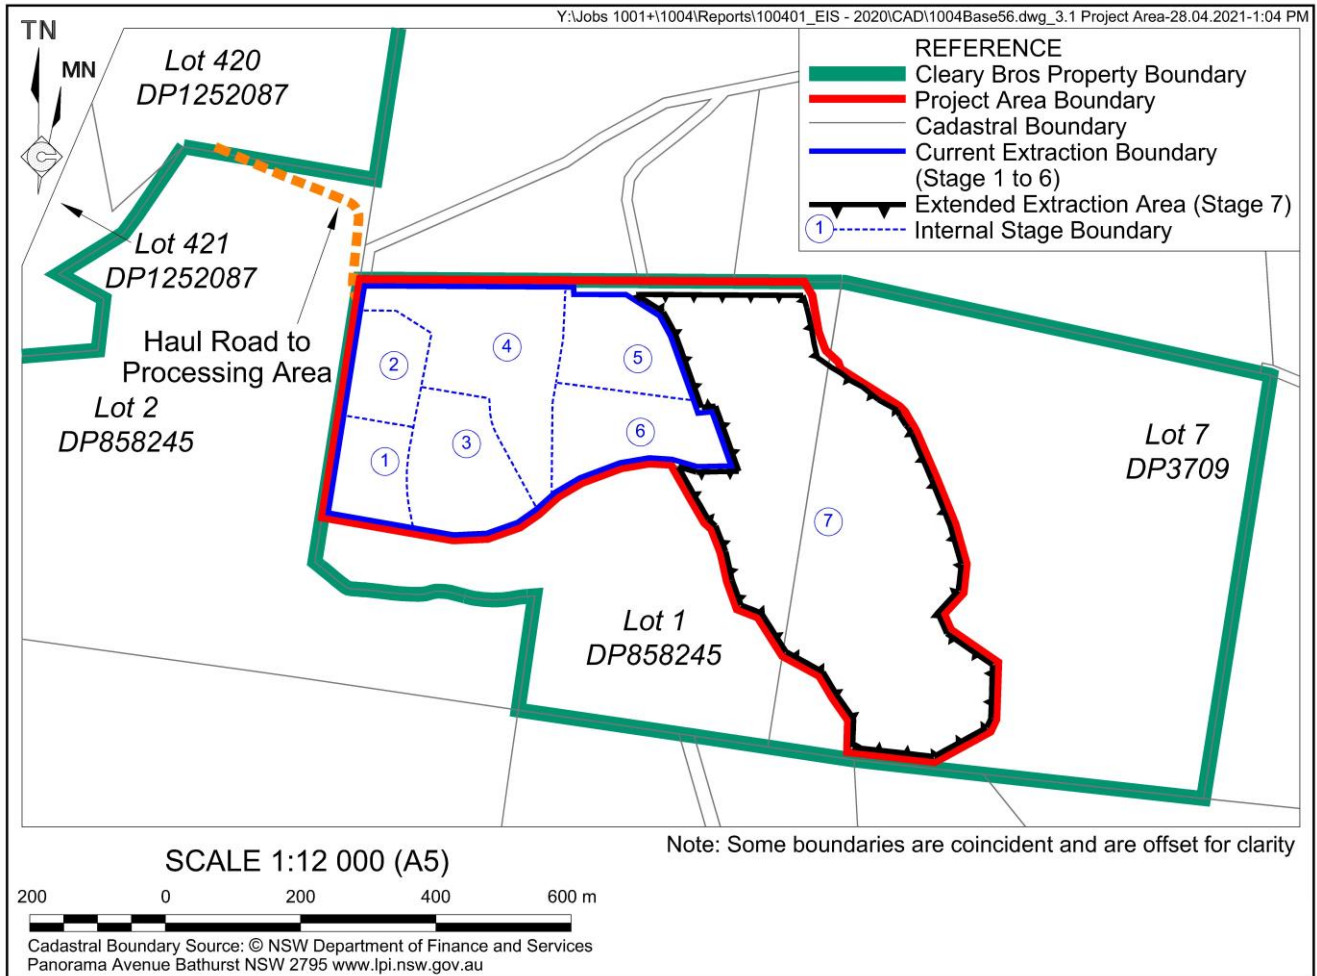 Y:\Jobs 1001+\1004\Reports\100401_EIS - 2020\CAD\1004Base56.dwg_3.1 Project Area-28.04.2021-1:04 PM
TN
MN
Lot 420
DP1252087
REFERENCE
Cleary Bros Property Boundary
Project Area Boundary
Cadastral Boundary
Current Extraction Boundary
(Stage 1 to 6)
Extended Extraction Area (Stage 7)
1 Internal Stage Boundary
Lot 421
DP1252087
Haul Road to
Processing Area
Lot 2
DP858245
2
4
5
3
6
1
7
Lot 7
DP3709
Lot 1
DP858245
Note: Some boundaries are coincident and are offset for clarity
SCALE 1:12 000 (A5)
200 0 200 400 600 m
Cadastral Boundary Source: © NSW Department of Finance and Services
Panorama Avenue Bathurst NSW 2795 www.lpi.nsw.gov.au